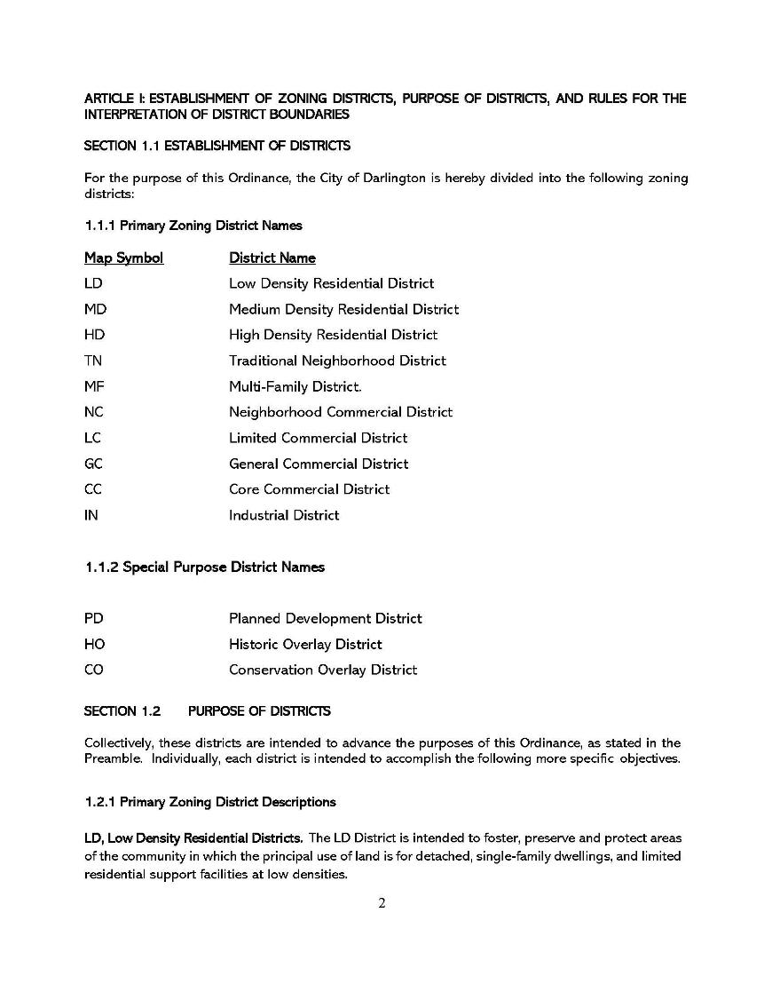 ARTICLE I: ESTABLISHMENT OF ZONING DISTRICTS, PURPOSE OF DISTRICTS, AND RULES FOR THE
INTERPRETATION OF DISTRICT BOUNDARIES
SECTION 1.1 ESTABLISHMENT OF DISTRICTS
For the purpose of this Ordinance, the City of Darlington is hereby divided into the following zoning
districts:
1.1.1 Primary Zoning District Names
Map Symbol District Name
LD Low Density Residential District
MD Medium Density Residential District
HD High Density Residential District
TN Traditional Neighborhood District
MF Multi-Family District.
NC Neighborhood Commercial District
LC Limited Commercial District
GC General Commercial District
CC Core Commercial District
IN Industrial District
1.1.2 Special Purpose District Names
PD Planned Development District
HO Historic Overlay District
CO Conservation Overlay District
SECTION 1.2 PURPOSE OF DISTRICTS
Collectively, these districts are intended to advance the purposes of this Ordinance, as stated in the
Preamble. Individually, each district is intended to accomplish the following more specific objectives.
1.2.1 Primary Zoning District Descriptions
LD, Low Density Residential Districts. The LD District is intended to foster, preserve and protect areas
of the community in which the principal use of land is for detached, single-family dwellings, and limited
residential support facilities at low densities.
2